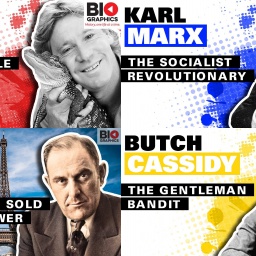 BIO
GRAPHICS
KARL
MARX
THE SOCIALIST
REVOLUTIONARY
LE
BIO
GRAPHICS
BUTCH
CASSIDY
THE GENTLEMAN
BANDIT
SOLD
WER